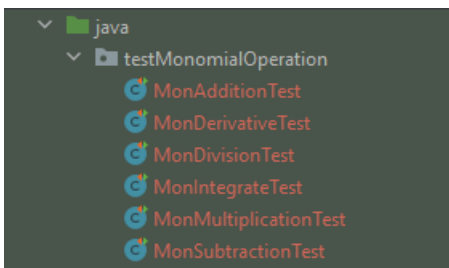 java
testMonomialOperation
MonAdditionTest
MonDerivativeTest
MonDivisionTest
MonIntegrateTest
MonMultiplicationTest
MonSubtractionTest